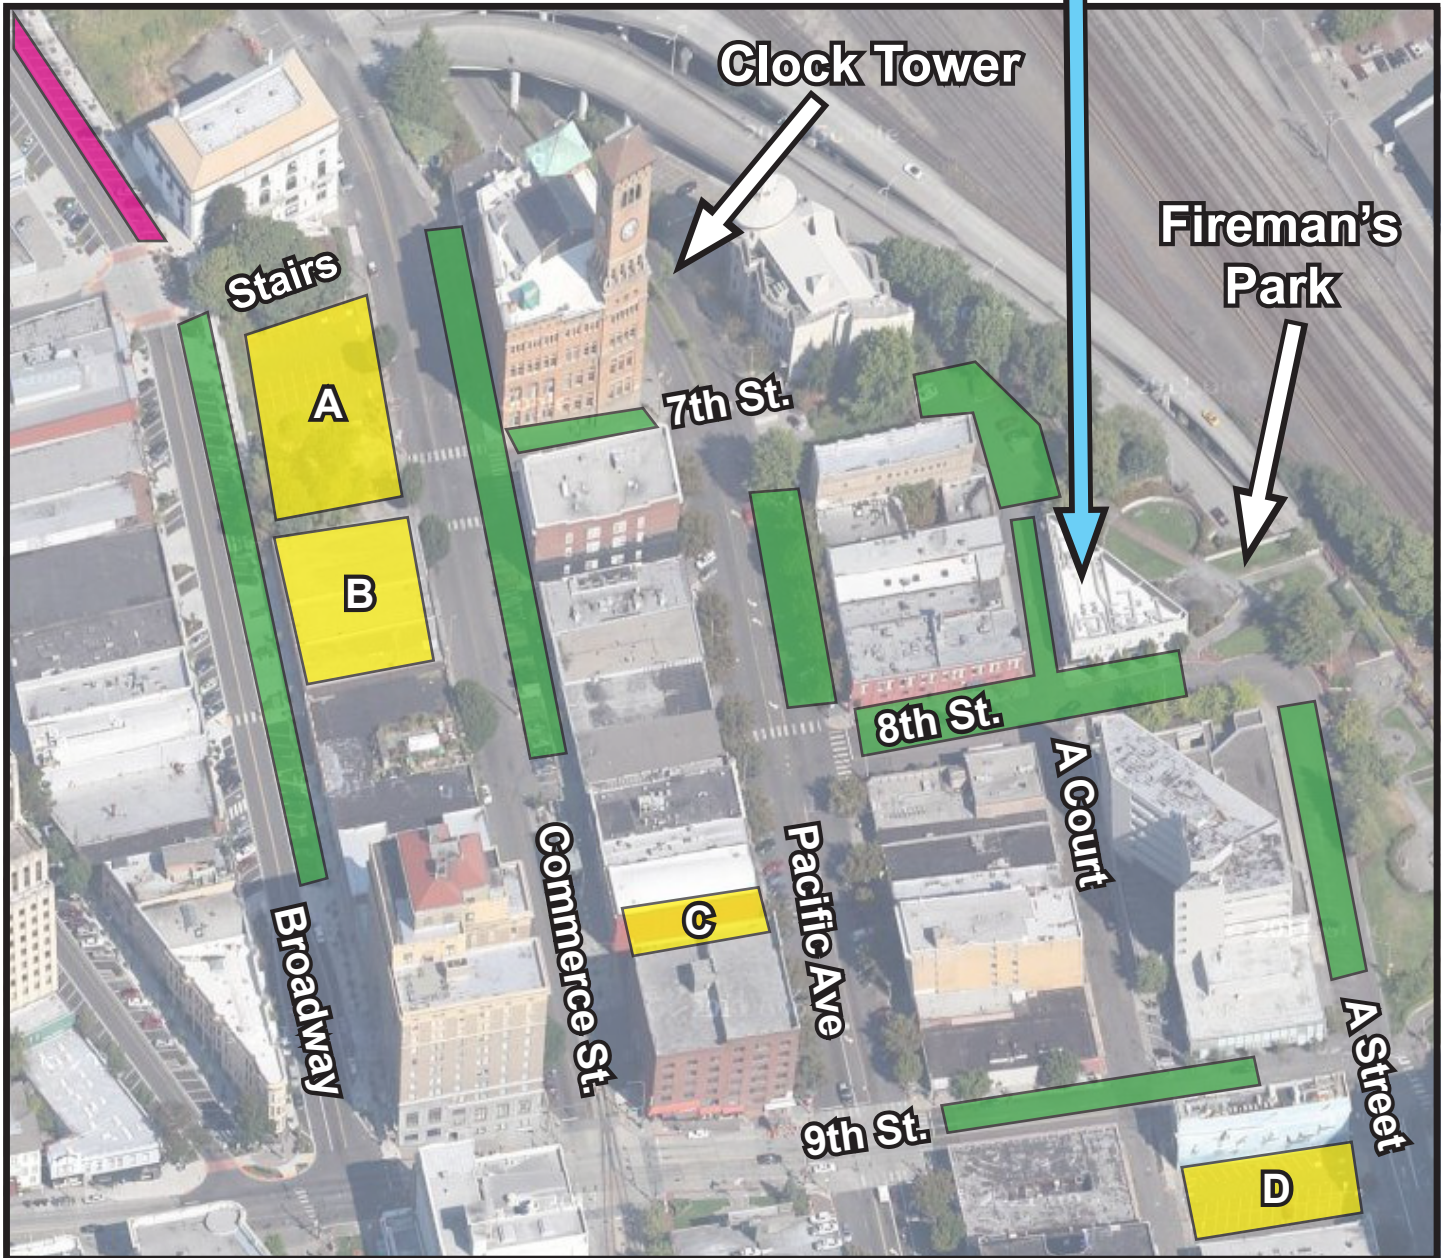 Clock Tower
Fireman's
Park
Stairs
A
7th St.
B
8th St.
A Court
Commerce St.
Pacific Ave
C
Broadway
A Street
9th St.
D